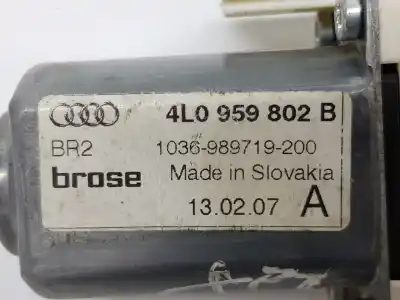 4L0 959 802 B
BR2 1036-989719-200
brose Made in Slovakia
13.02.07 A